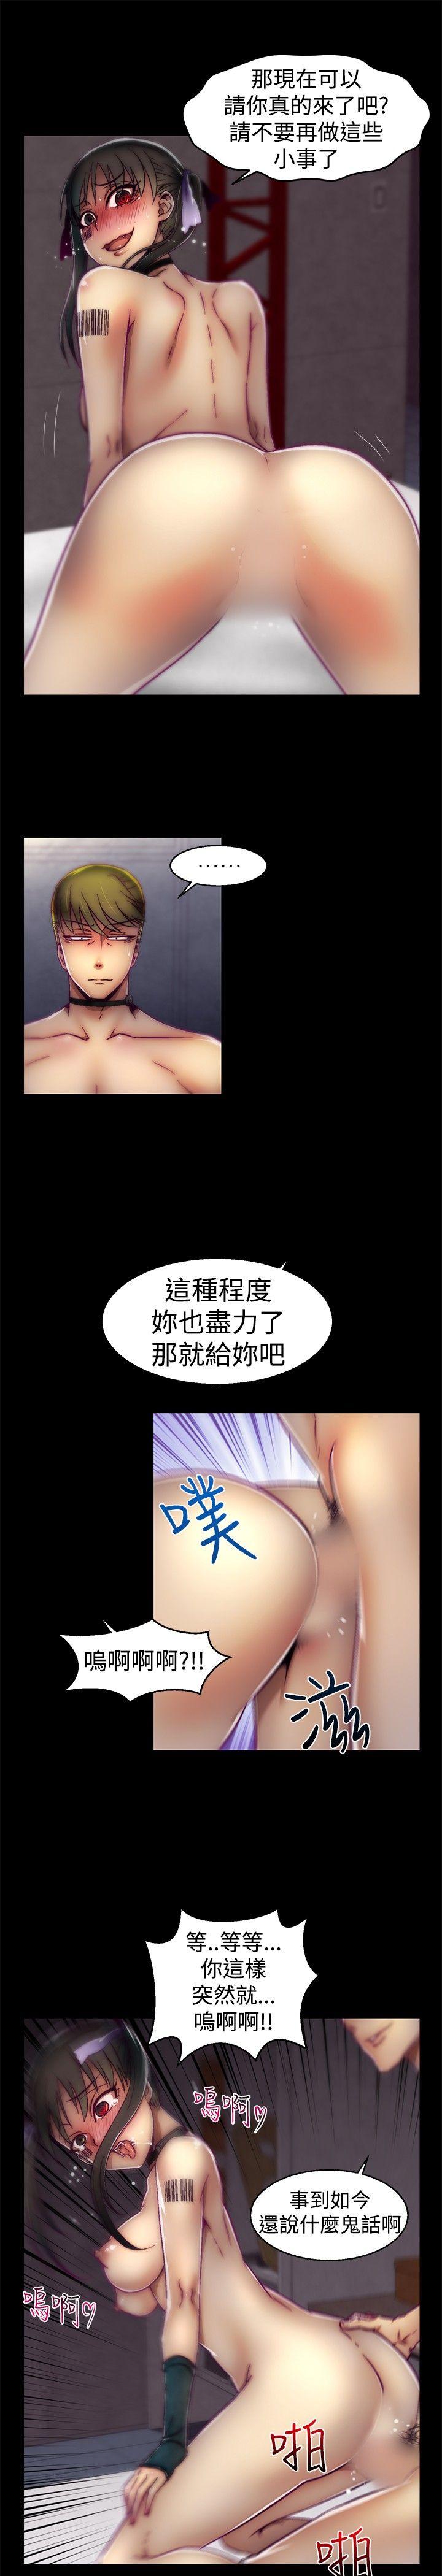 那現在可以
請你真的來了吧?
請不要再做這些
小事了
……
這種程度
妳也盡力了
那就給妳吧
噗
嗚啊啊啊?!!
滋
等..等等...
你這樣
突然就...
嗚啊啊!!
嗚啊♡
事到如今
還說什麼鬼話啊
嗚啊♡
啪
啪